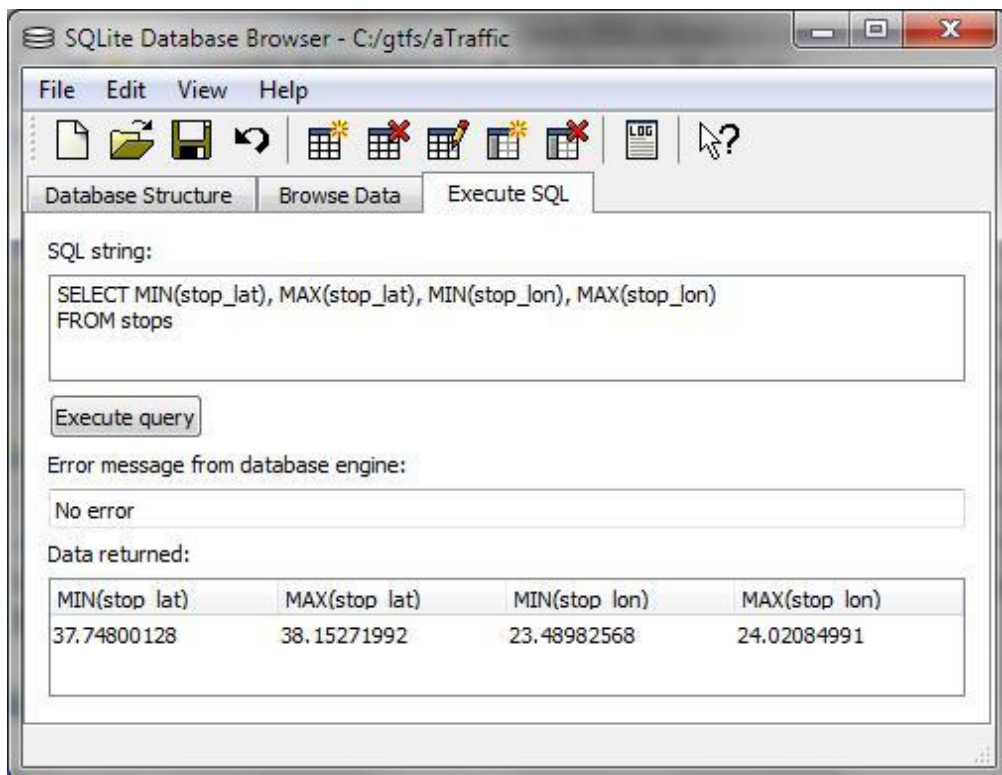 SQLite Database Browser - C:/gtfs/aTraffic
File Edit View Help
LOG
Database Structure Browse Data Execute SQL
SQL string:
SELECT MIN(stop_lat), MAX(stop_lat), MIN(stop_lon), MAX(stop_lon)
FROM stops
Execute query
Error message from database engine:
No error
Data returned:
MIN(stop_lat) MAX(stop_lat) MIN(stop_lon) MAX(stop_lon)
37.74800128 38.15271992 23.48982568 24.02084991